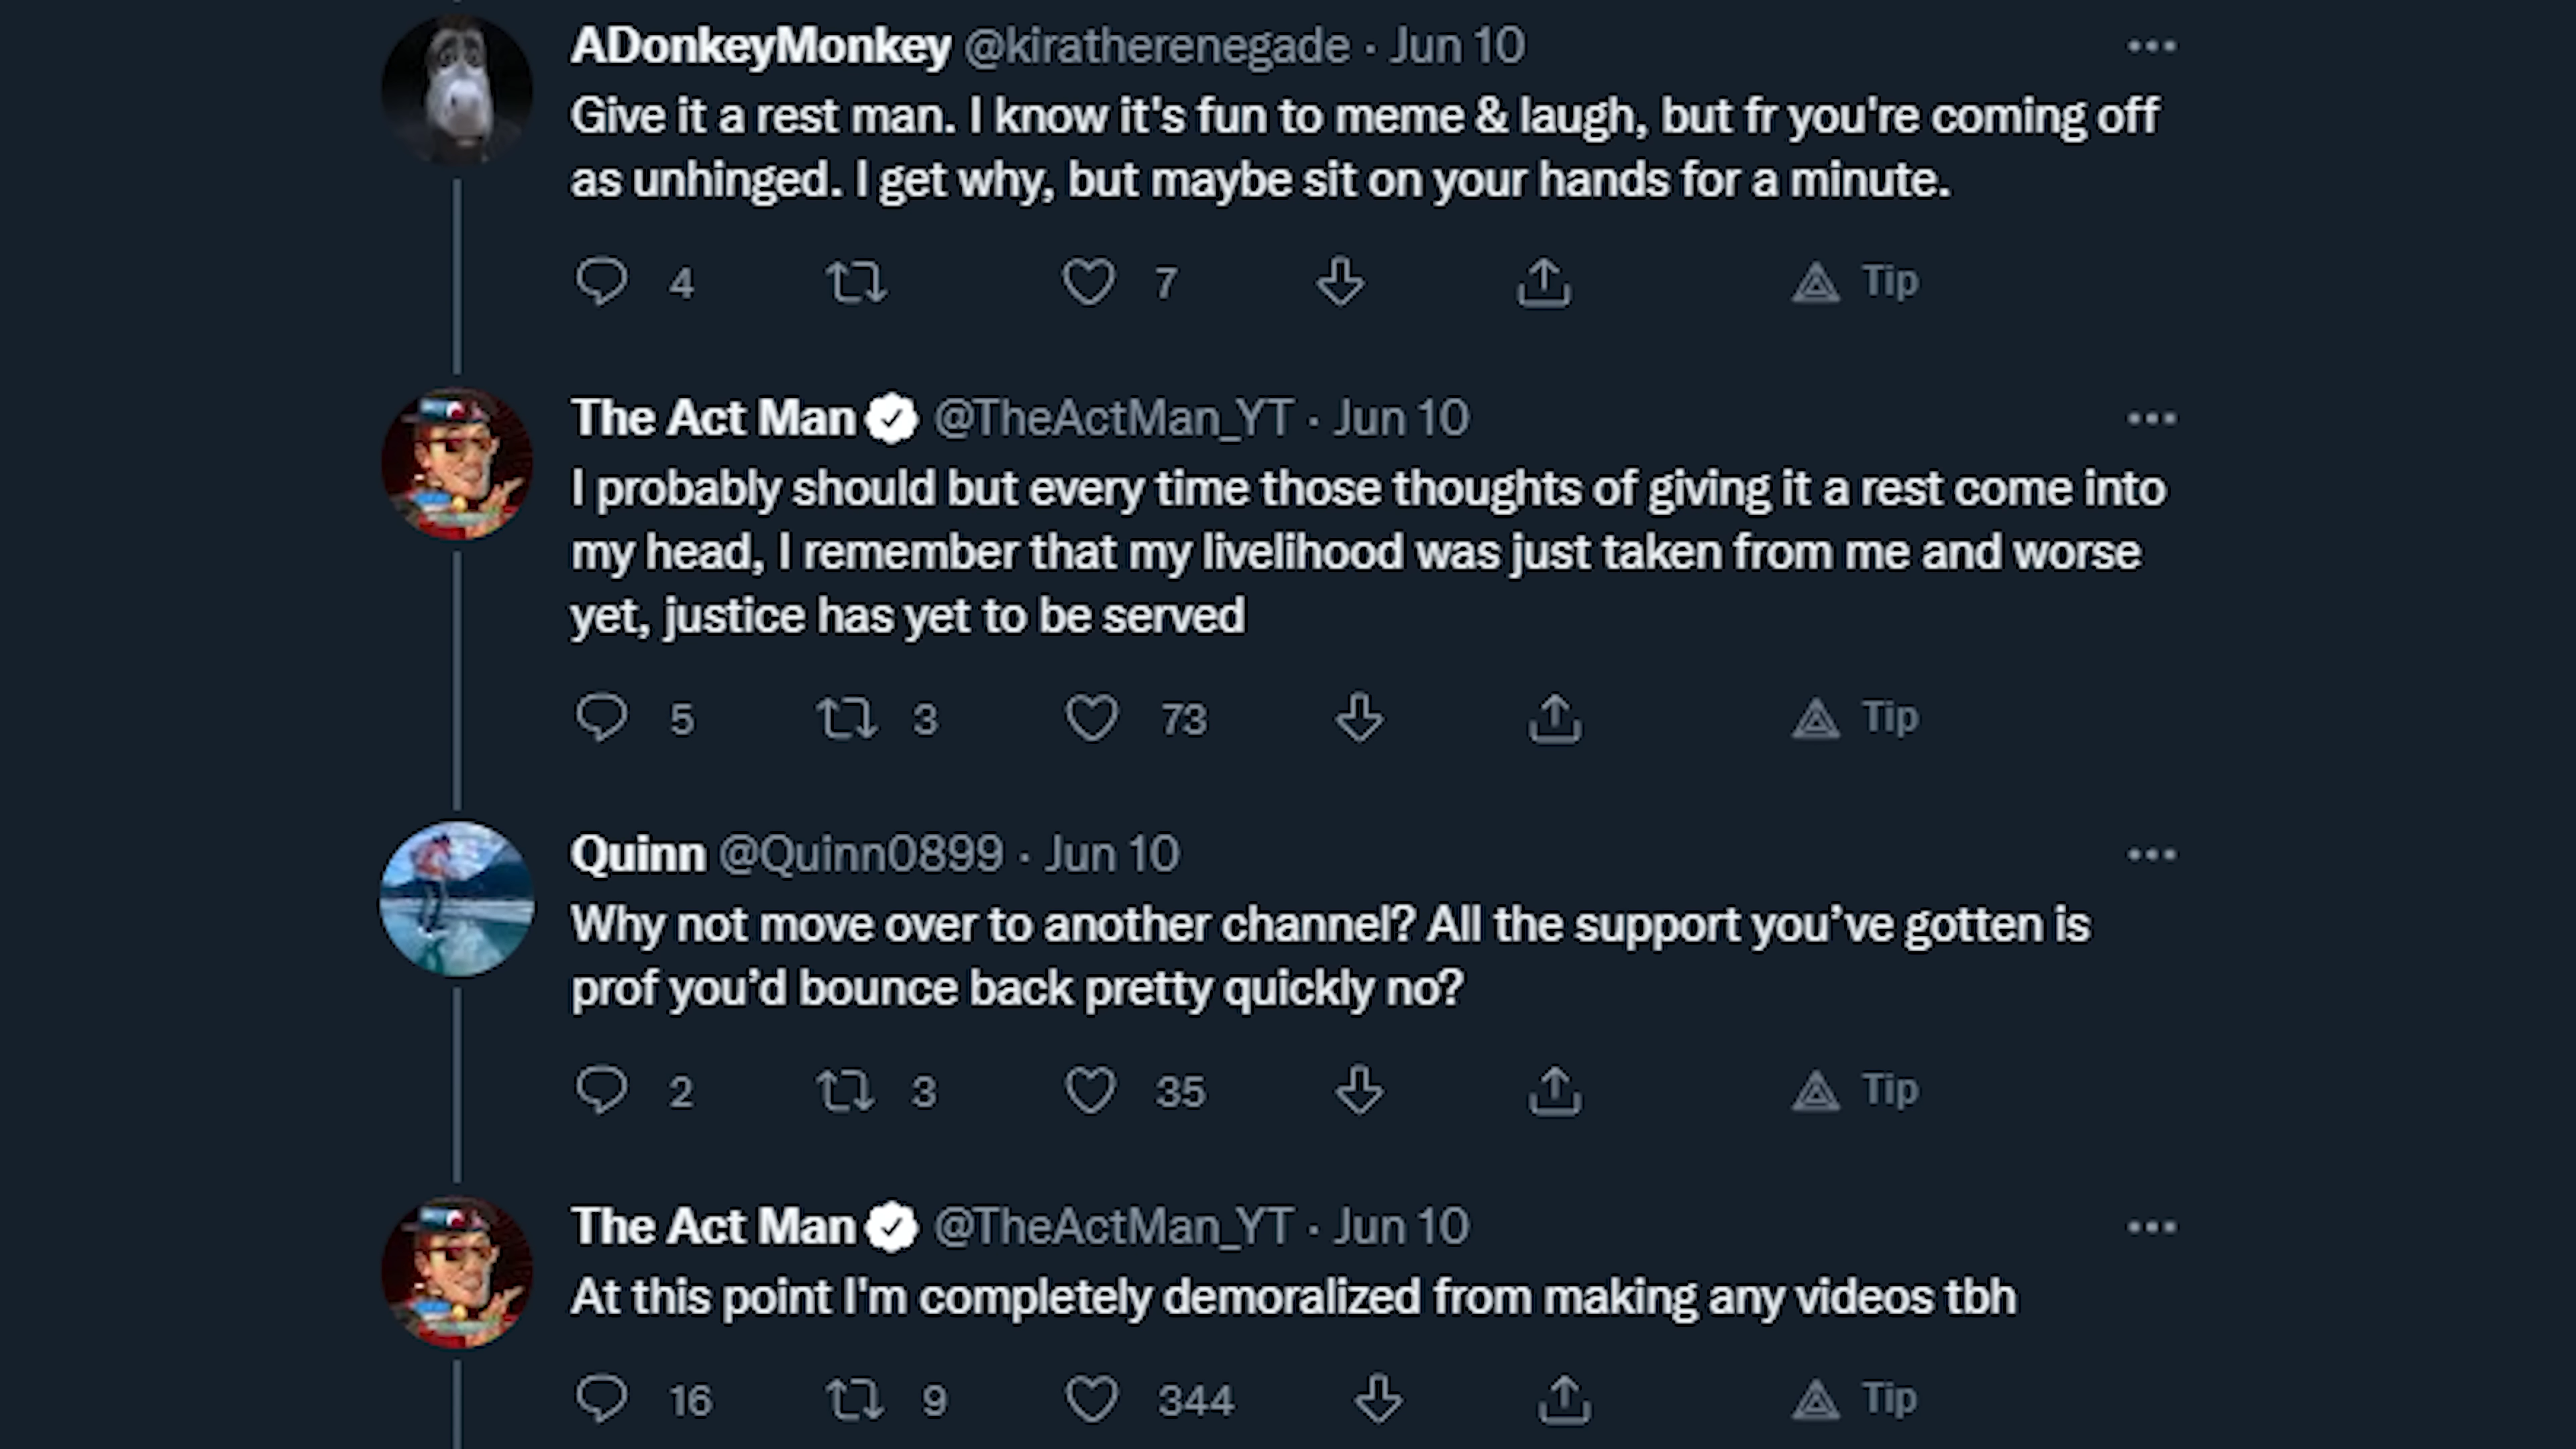 ADonkeyMonkey @kiratherenegade · Jun 10
Give it a rest man. I know it's fun to meme & laugh, but fr you're coming off
as unhinged. I get why, but maybe sit on your hands for a minute.
4 7 Tip
The Act Man @TheActMan_YT · Jun 10
I probably should but every time those thoughts of giving it a rest come into
my head, I remember that my livelihood was just taken from me and worse
yet, justice has yet to be served
5 3 73 Tip
Quinn @Quinn0899 · Jun 10
Why not move over to another channel? All the support you’ve gotten is
prof you’d bounce back pretty quickly no?
2 3 35 Tip
The Act Man @TheActMan_YT · Jun 10
At this point I'm completely demoralized from making any videos tbh
16 9 344 Tip